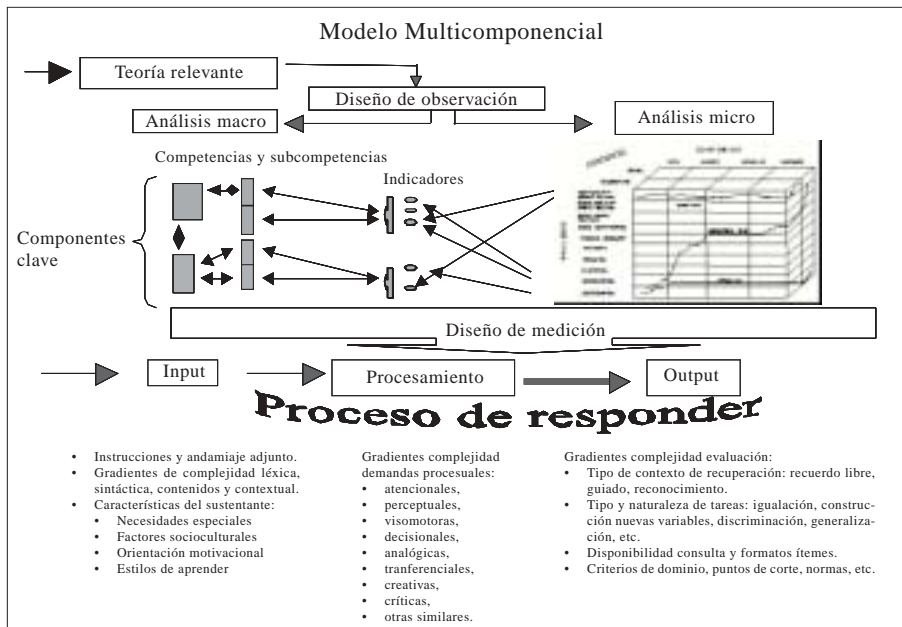 Modelo Multicomponencial
Teoría relevante
Diseño de observación
Análisis macro
Análisis micro
Competencias y subcompetencias
Indicadores
Componentes
clave
Diseño de medición
Input
Procesamiento
Output
Proceso de responder
• Instrucciones y andamiaje adjunto.
• Gradientes de complejidad léxica,
sintáctica, contenidos y contextual.
• Características del sustentante:
• Necesidades especiales
• Factores socioculturales
• Orientación motivacional
• Estilos de aprender
Gradientes complejidad
demandas procesuales:
• atencionales,
• perceptuales,
• visomotoras,
• decisionales,
• analógicas,
• tranferenciales,
• creativas,
• críticas,
• otras similares.
Gradientes complejidad evaluación:
• Tipo de contexto de recuperación: recuerdo libre,
guiado, reconocimiento.
• Tipo y naturaleza de tareas: igualación, construc-
ción nuevas variables, discriminación, generaliza-
ción, etc.
• Disponibilidad consulta y formatos ítemes.
• Criterios de dominio, puntos de corte, normas, etc.